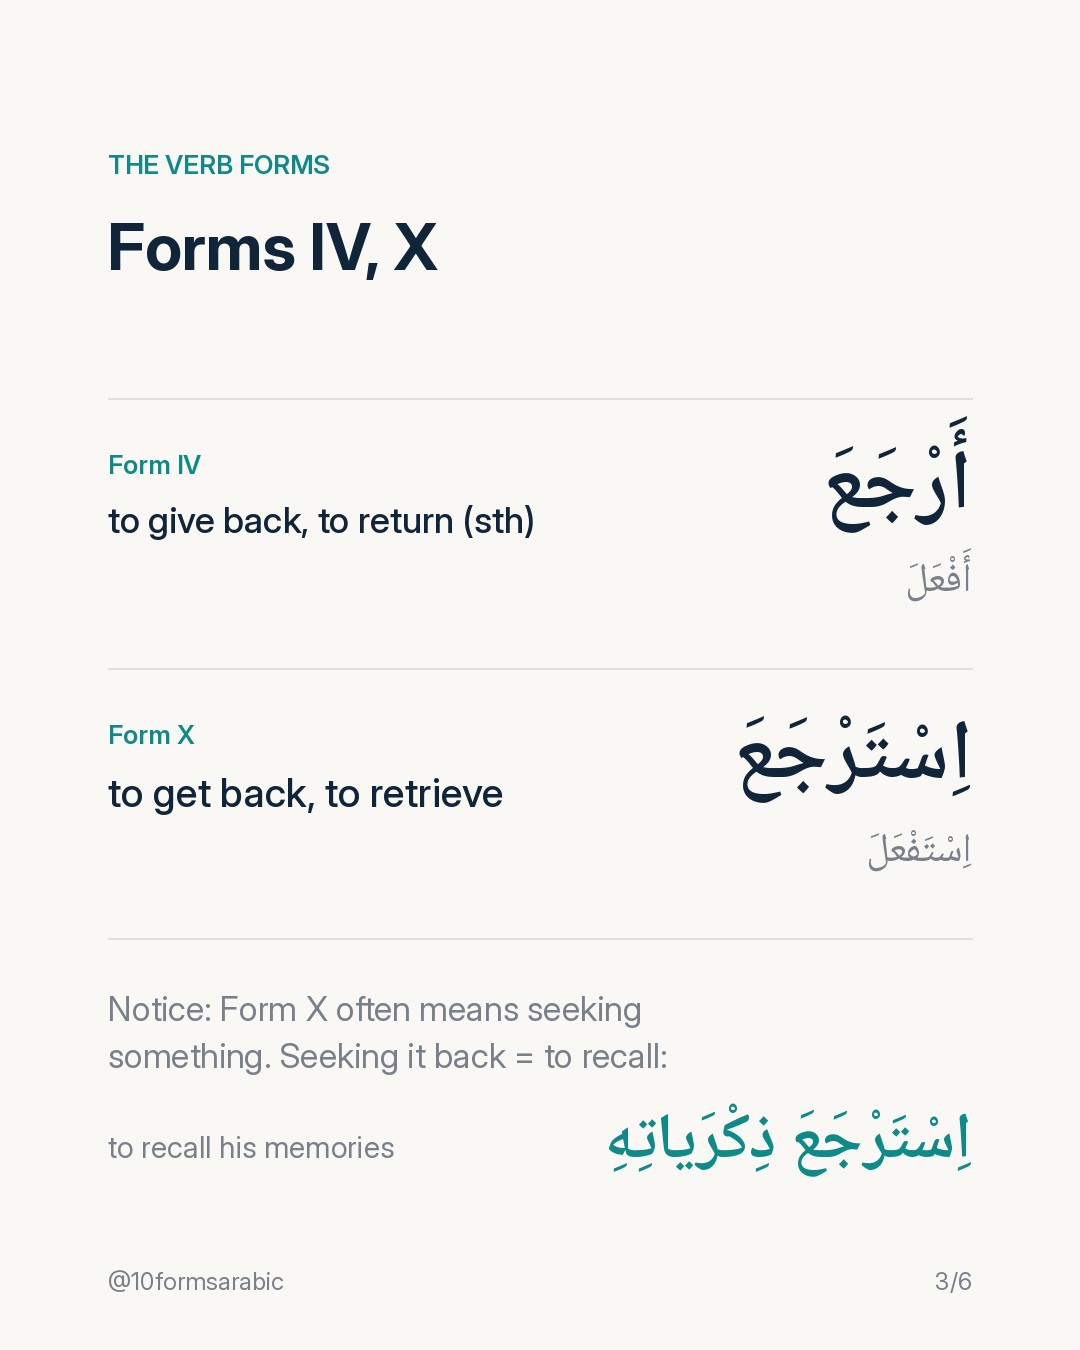 THE VERB FORMS
Forms IV, X
Form IV
أَرْجَعَ
to give back, to return (sth)
أَفْعَلَ
Form X
اِسْتَرْجَعَ
to get back, to retrieve
اِسْتَفْعَلَ
Notice: Form X often means seeking
something. Seeking it back = to recall:
to recall his memories
اِسْتَرْجَعَ ذِكْرَياتِهِ
@10formsarabic
3/6